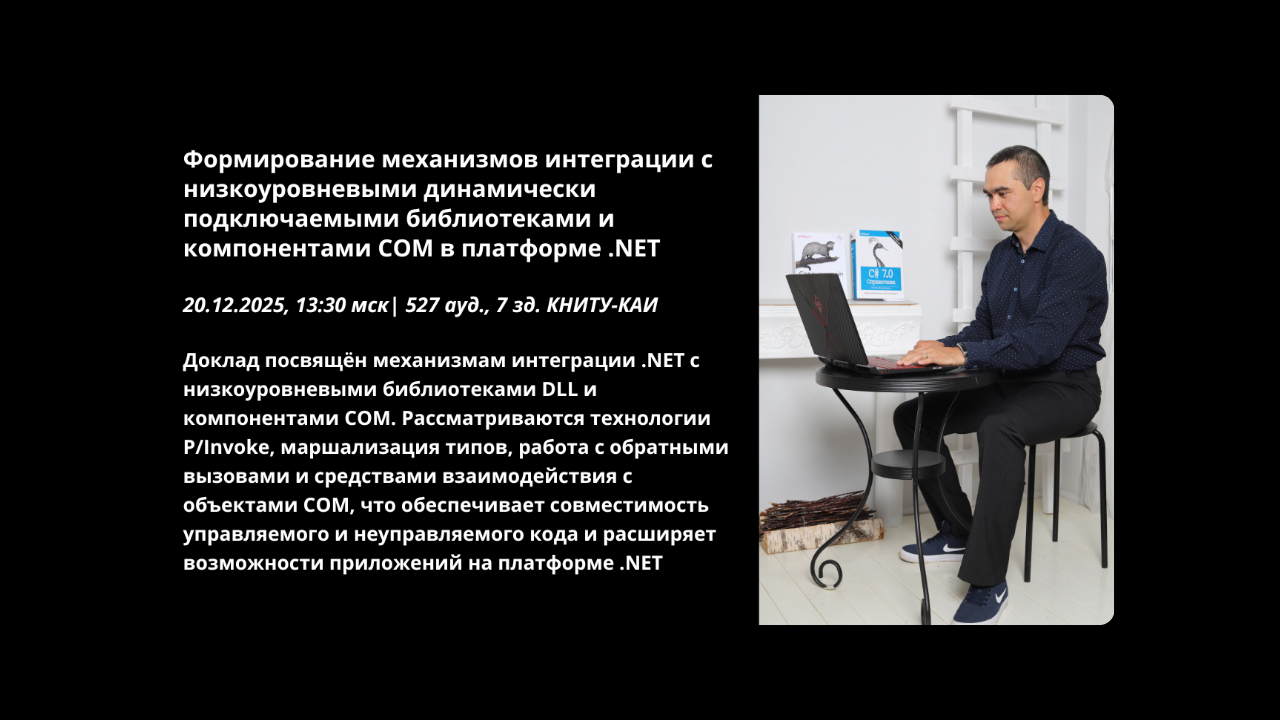 Формирование механизмов интеграции с
низкоуровневыми динамически
подключаемыми библиотеками и
компонентами COM в платформе .NET
20.12.2025, 13:30 мск| 527 ауд., 7 зд. КНИТУ-КАИ
Доклад посвящён механизмам интеграции .NET с
низкоуровневыми библиотеками DLL и
компонентами COM. Рассматриваются технологии
P/Invoke, маршализация типов, работа с обратными
вызовами и средствами взаимодействия с
объектами COM, что обеспечивает совместимость
управляемого и неуправляемого кода и расширяет
возможности приложений на платформе .NET
C# 7.0
Справочник